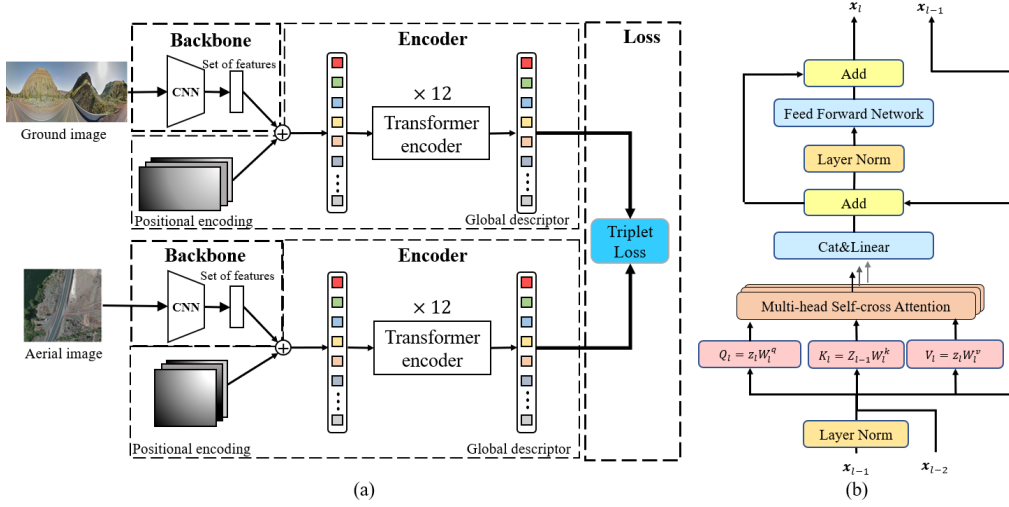 Backbone
Encoder
Loss
Set of features
CNN
× 12
Transformer
encoder
Ground image
Positional encoding
Global descriptor
Triplet
Loss
Backbone
Encoder
Set of features
CNN
× 12
Transformer
encoder
Aerial image
Positional encoding
Global descriptor
(a)
x_l
x_{l-1}
Add
Feed Forward Network
Layer Norm
Add
Cat&Linear
Multi-head Self-cross Attention
Q_l = z_l W_l^q
K_l = Z_{l-1} W_l^k
V_l = z_l W_l^v
Layer Norm
x_{l-1}
x_{l-2}
(b)